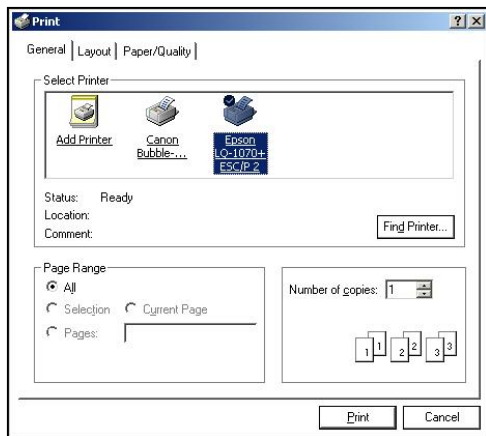 Print
General Layout Paper/Quality
Select Printer
Add Printer Canon Epson
Bubble-... LQ-1070+
ESC/P 2
Status: Ready
Location:
Comment:
Find Printer...
Page Range
All
Selection Current Page
Pages:
Number of copies: 1
1 1 2 2 3 3
Print Cancel